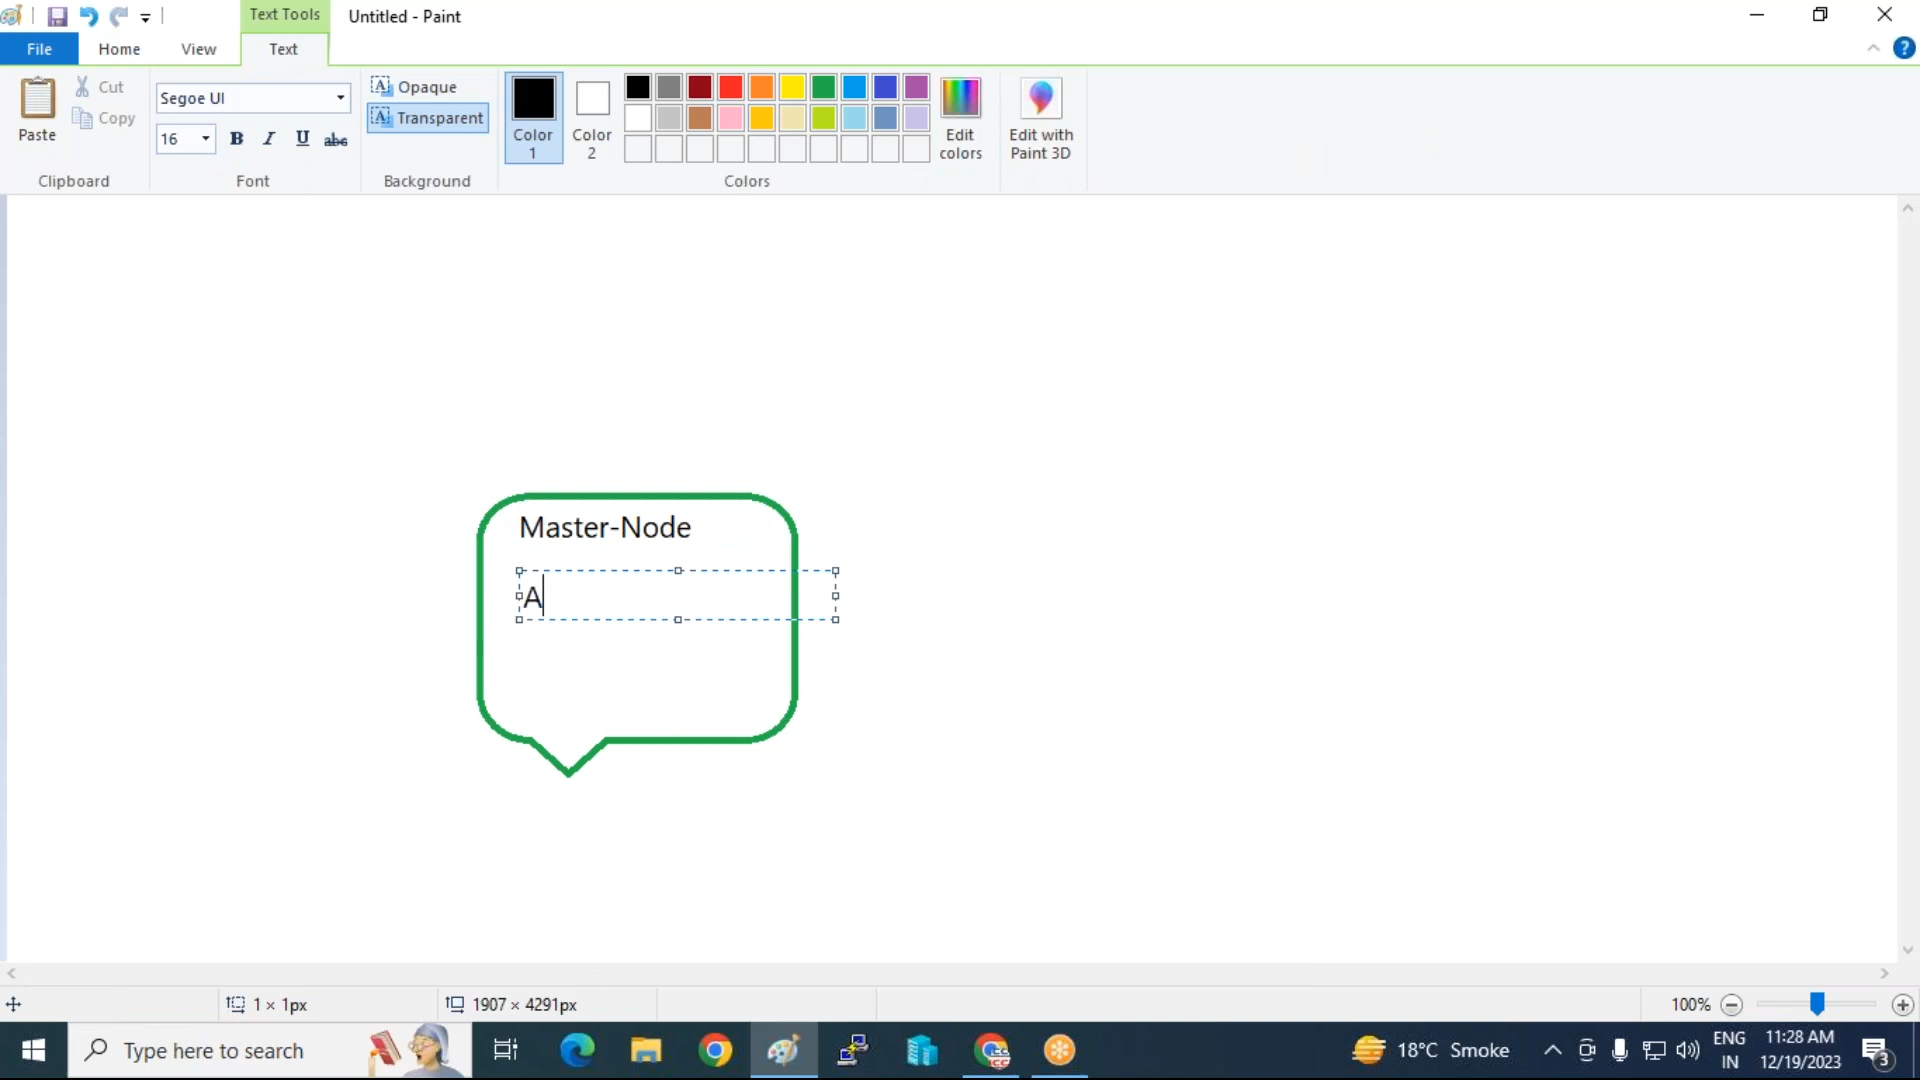 Text Tools
Untitled - Paint
File
Home
View
Text
Paste
Cut
Copy
Clipboard
Segoe UI
16
B I U abc
Font
Opaque
Transparent
Background
Color 1
Color 2
Colors
Edit colors
Edit with Paint 3D
Master-Node
A
1 × 1px
1907 × 4291px
100%
Type here to search
18°C Smoke
ENG
IN
11:28 AM
12/19/2023
3